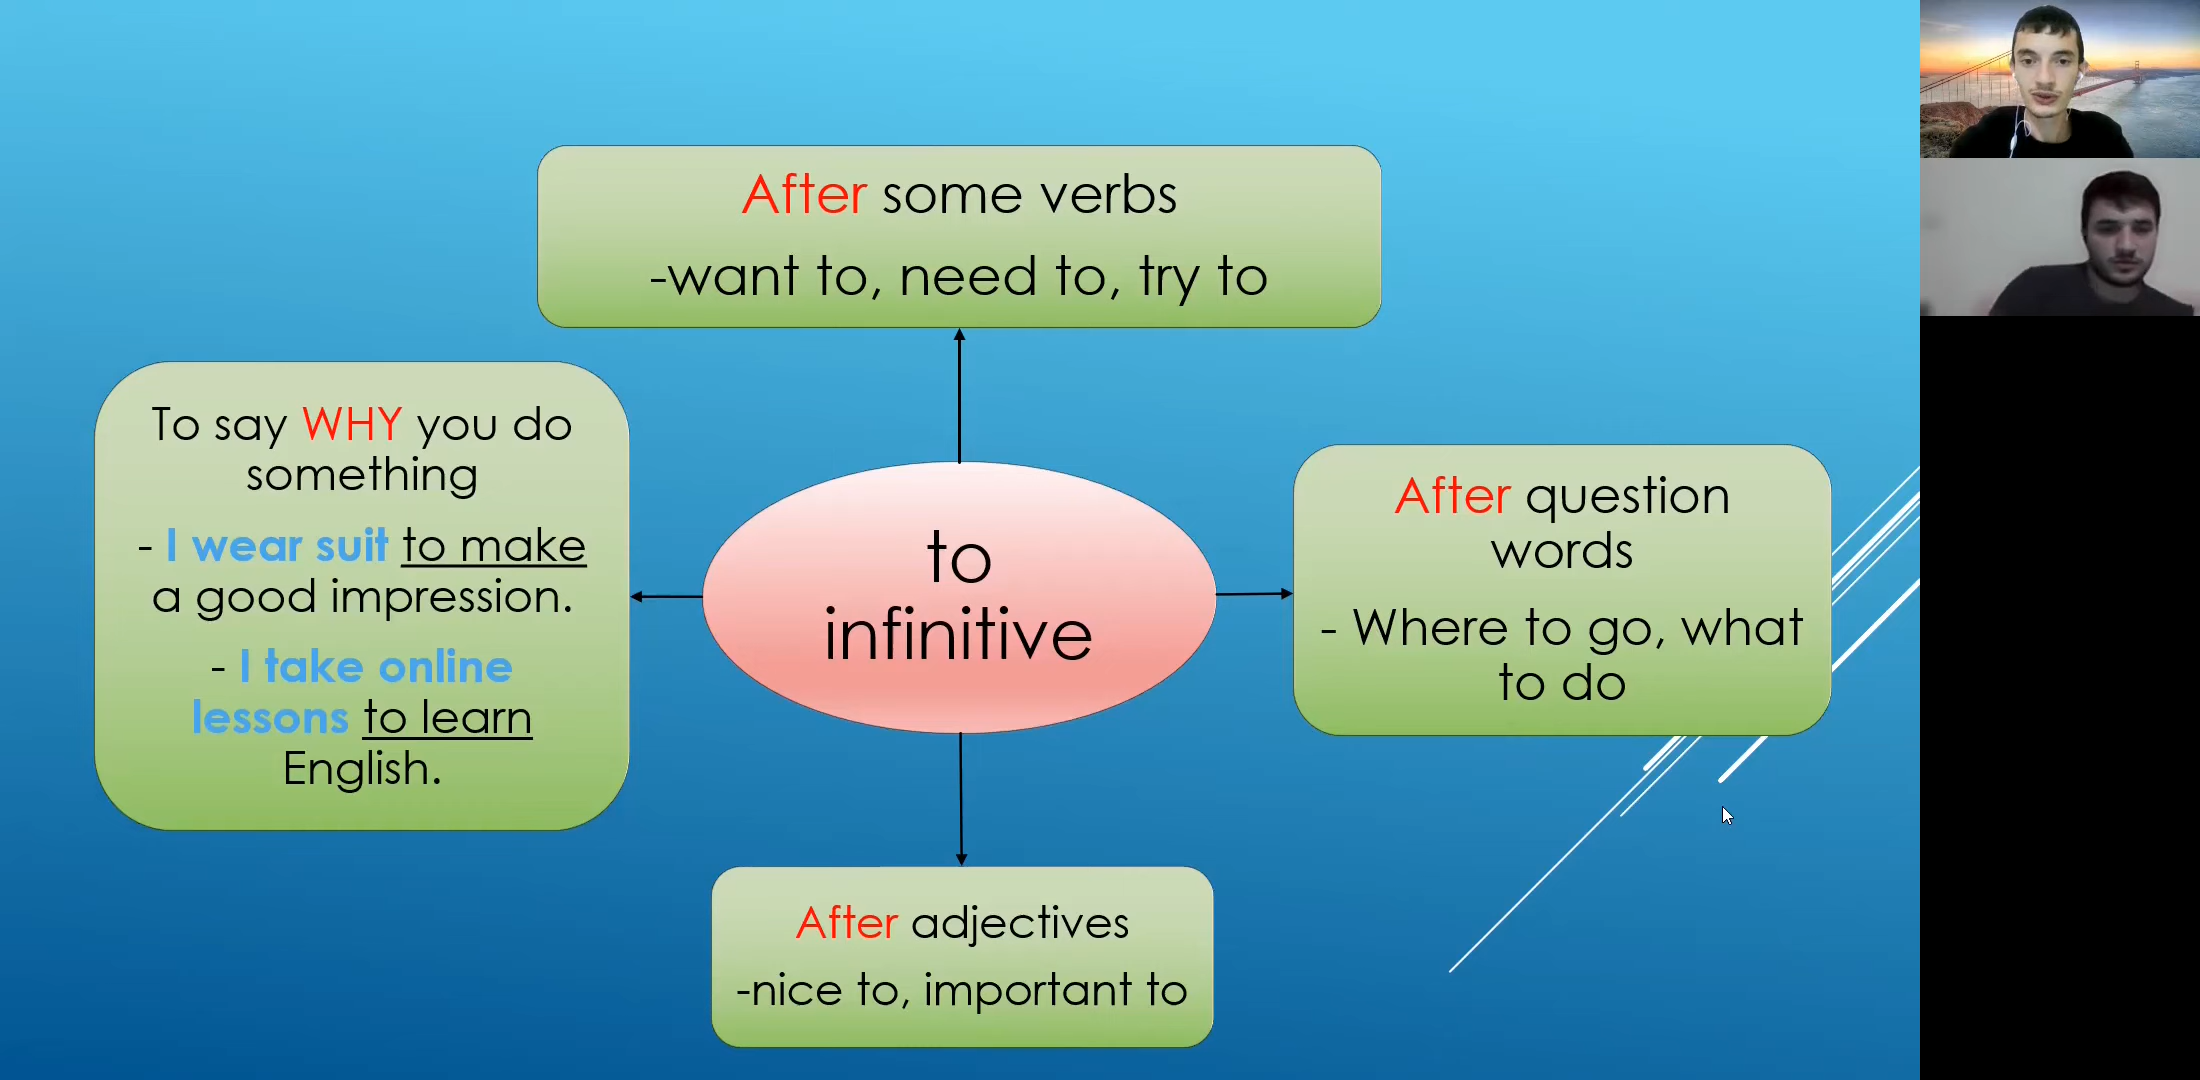 After some verbs
-want to, need to, try to
To say WHY you do
something
- I wear suit to make
a good impression.
- I take online
lessons to learn
English.
to
infinitive
After question
words
- Where to go, what
to do
After adjectives
-nice to, important to